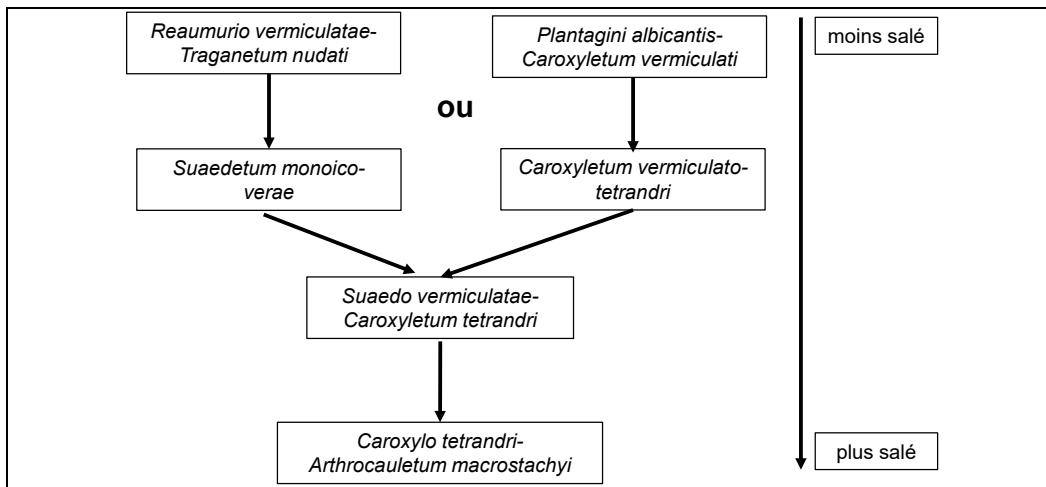 Reaumurio vermiculatae-
Traganetum nudati
Plantagini albicantis-
Caroxyletum vermiculati
moins salé
ou
Suaedetum monoico-
verae
Caroxyletum vermiculato-
tetrandri
Suaedo vermiculatae-
Caroxyletum tetrandri
Caroxylo tetrandri-
Arthrocauletum macrostachyi
plus salé